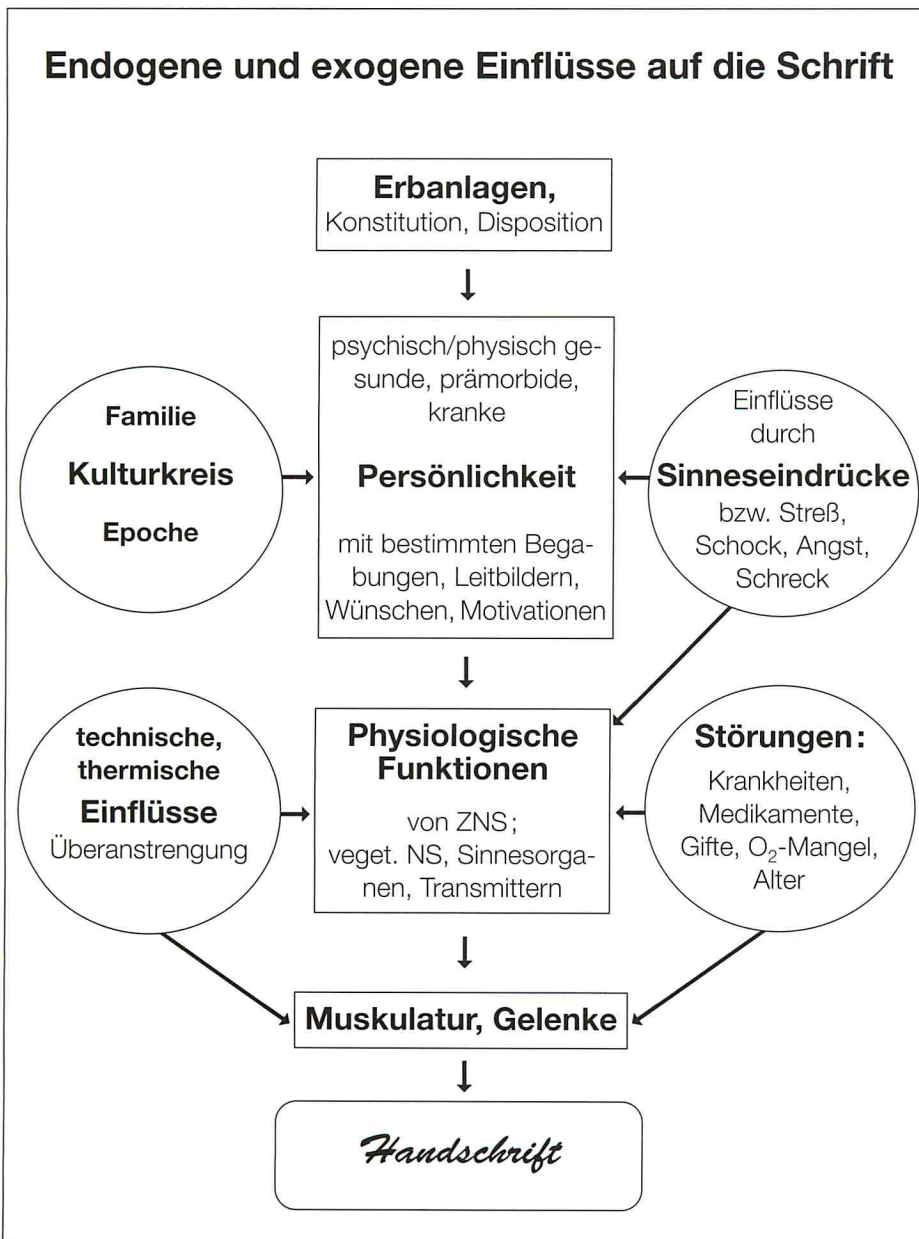 Endogene und exogene Einflüsse auf die Schrift
Erbanlagen,
Konstitution, Disposition
psychisch/physisch ge-
sunde, prämorbide,
kranke
Persönlichkeit
mit bestimmten Bega-
bungen, Leitbildern,
Wünschen, Motivationen
Familie
Kulturkreis
Epoche
Einflüsse
durch
Sinneseindrücke
bzw. Streß,
Schock, Angst,
Schreck
technische,
thermische
Einflüsse
Überanstrengung
Physiologische
Funktionen
von ZNS;
veget. NS, Sinnesorga-
nen, Transmittern
Störungen:
Krankheiten,
Medikamente,
Gifte, O₂-Mangel,
Alter
Muskulatur, Gelenke
Handschrift